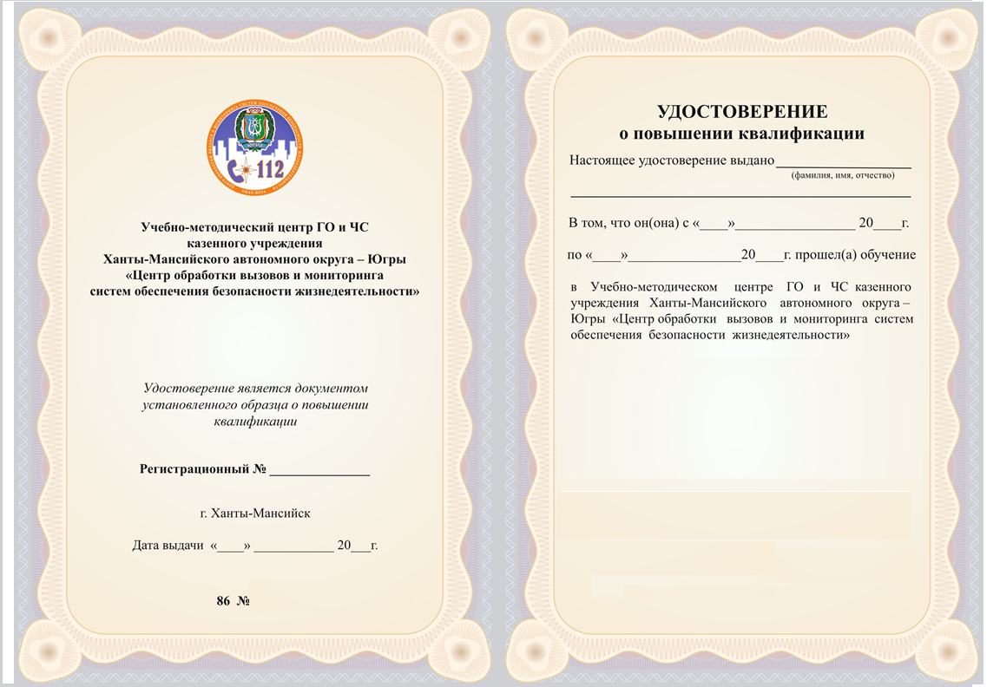 112
Учебно-методический центр ГО и ЧС
казенного учреждения
Ханты-Мансийского автономного округа – Югры
«Центр обработки вызовов и мониторинга
систем обеспечения безопасности жизнедеятельности»
Удостоверение является документом
установленного образца о повышении
квалификации
Регистрационный № _______________
г. Ханты-Мансийск
Дата выдачи «____» ____________ 20___г.
86 №
УДОСТОВЕРЕНИЕ
о повышении квалификации
Настоящее удостоверение выдано ____________________
(фамилия, имя, отчество)
В том, что он(она) с «____»_________________ 20____г.
по «____»________________20____г. прошел(а) обучение
в Учебно-методическом центре ГО и ЧС казенного
учреждения Ханты-Мансийского автономного округа –
Югры «Центр обработки вызовов и мониторинга систем
обеспечения безопасности жизнедеятельности»